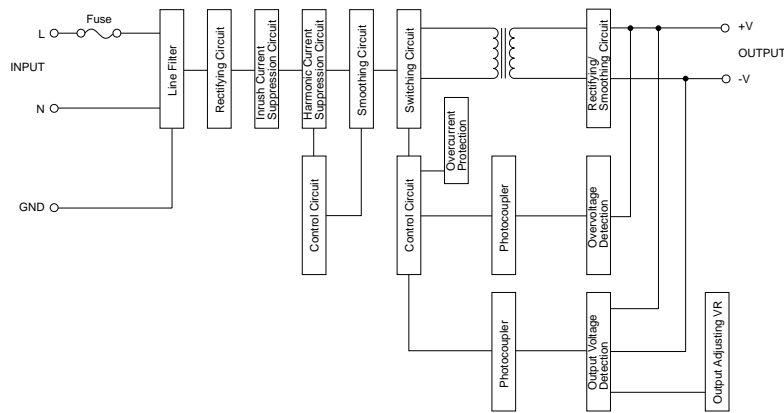 Fuse
L
INPUT
N
GND
Line Filter
Rectifying Circuit
Inrush Current
Suppression Circuit
Harmonic Current
Suppression Circuit
Smoothing Circuit
Switching Circuit
Rectifying/
Smoothing Circuit
+V
OUTPUT
-V
Control Circuit
Control Circuit
Overcurrent
Protection
Photocoupler
Overvoltage
Detection
Photocoupler
Output Voltage
Detection
Output Adjusting VR